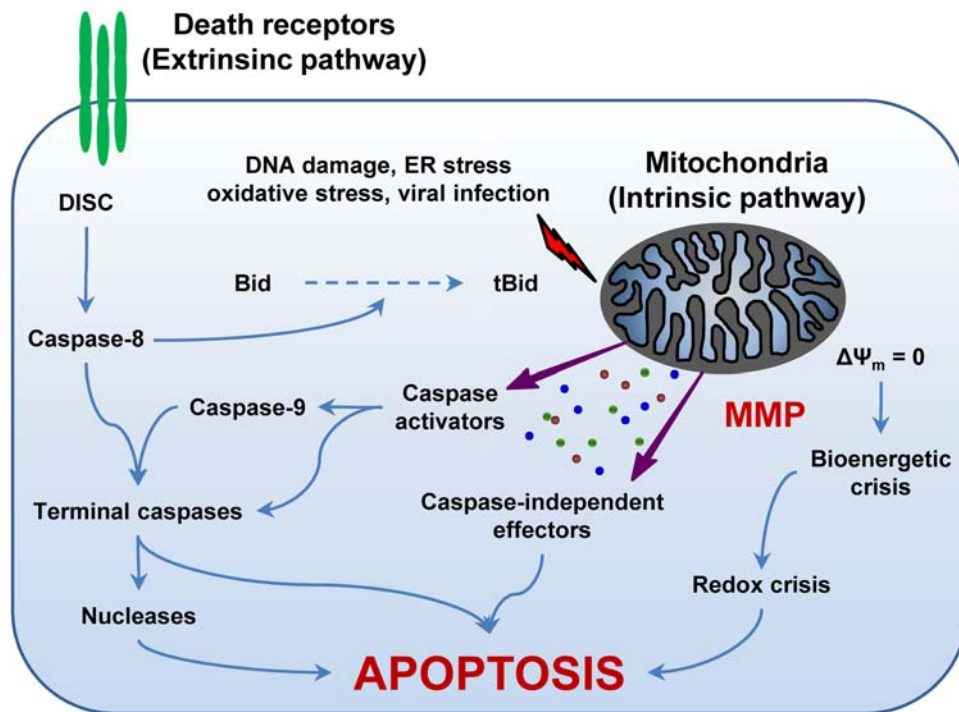 Death receptors
(Extrinsinc pathway)
DNA damage, ER stress
oxidative stress, viral infection
Mitochondria
(Intrinsic pathway)
DISC
Bid
tBid
Caspase-8
ΔΨm = 0
Caspase-9
Caspase
activators
MMP
Bioenergetic
crisis
Terminal caspases
Caspase-independent
effectors
Redox crisis
Nucleases
APOPTOSIS